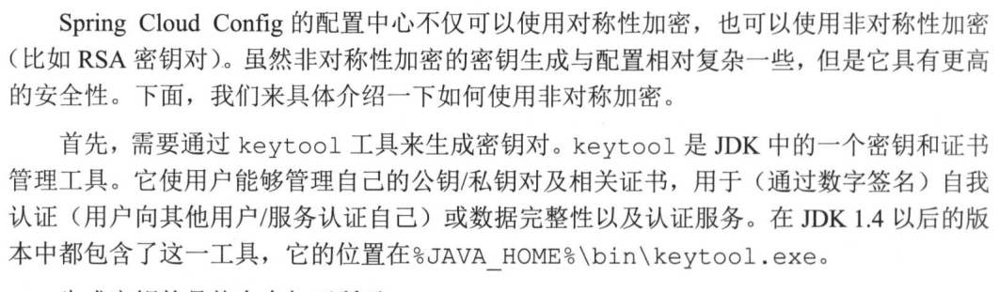 Spring Cloud Config 的配置中心不仅可以使用对称性加密，也可以使用非对称性加密
（比如 RSA 密钥对）。虽然非对称性加密的密钥生成与配置相对复杂一些，但是它具有更高
的安全性。下面，我们来具体介绍一下如何使用非对称加密。
首先，需要通过 keytool 工具来生成密钥对。keytool 是 JDK 中的一个密钥和证书
管理工具。它使用户能够管理自己的公钥/私钥对及相关证书，用于（通过数字签名）自我
认证（用户向其他用户/服务认证自己）或数据完整性以及认证服务。在 JDK 1.4 以后的版
本中都包含了这一工具，它的位置在%JAVA_HOME%\bin\keytool.exe。